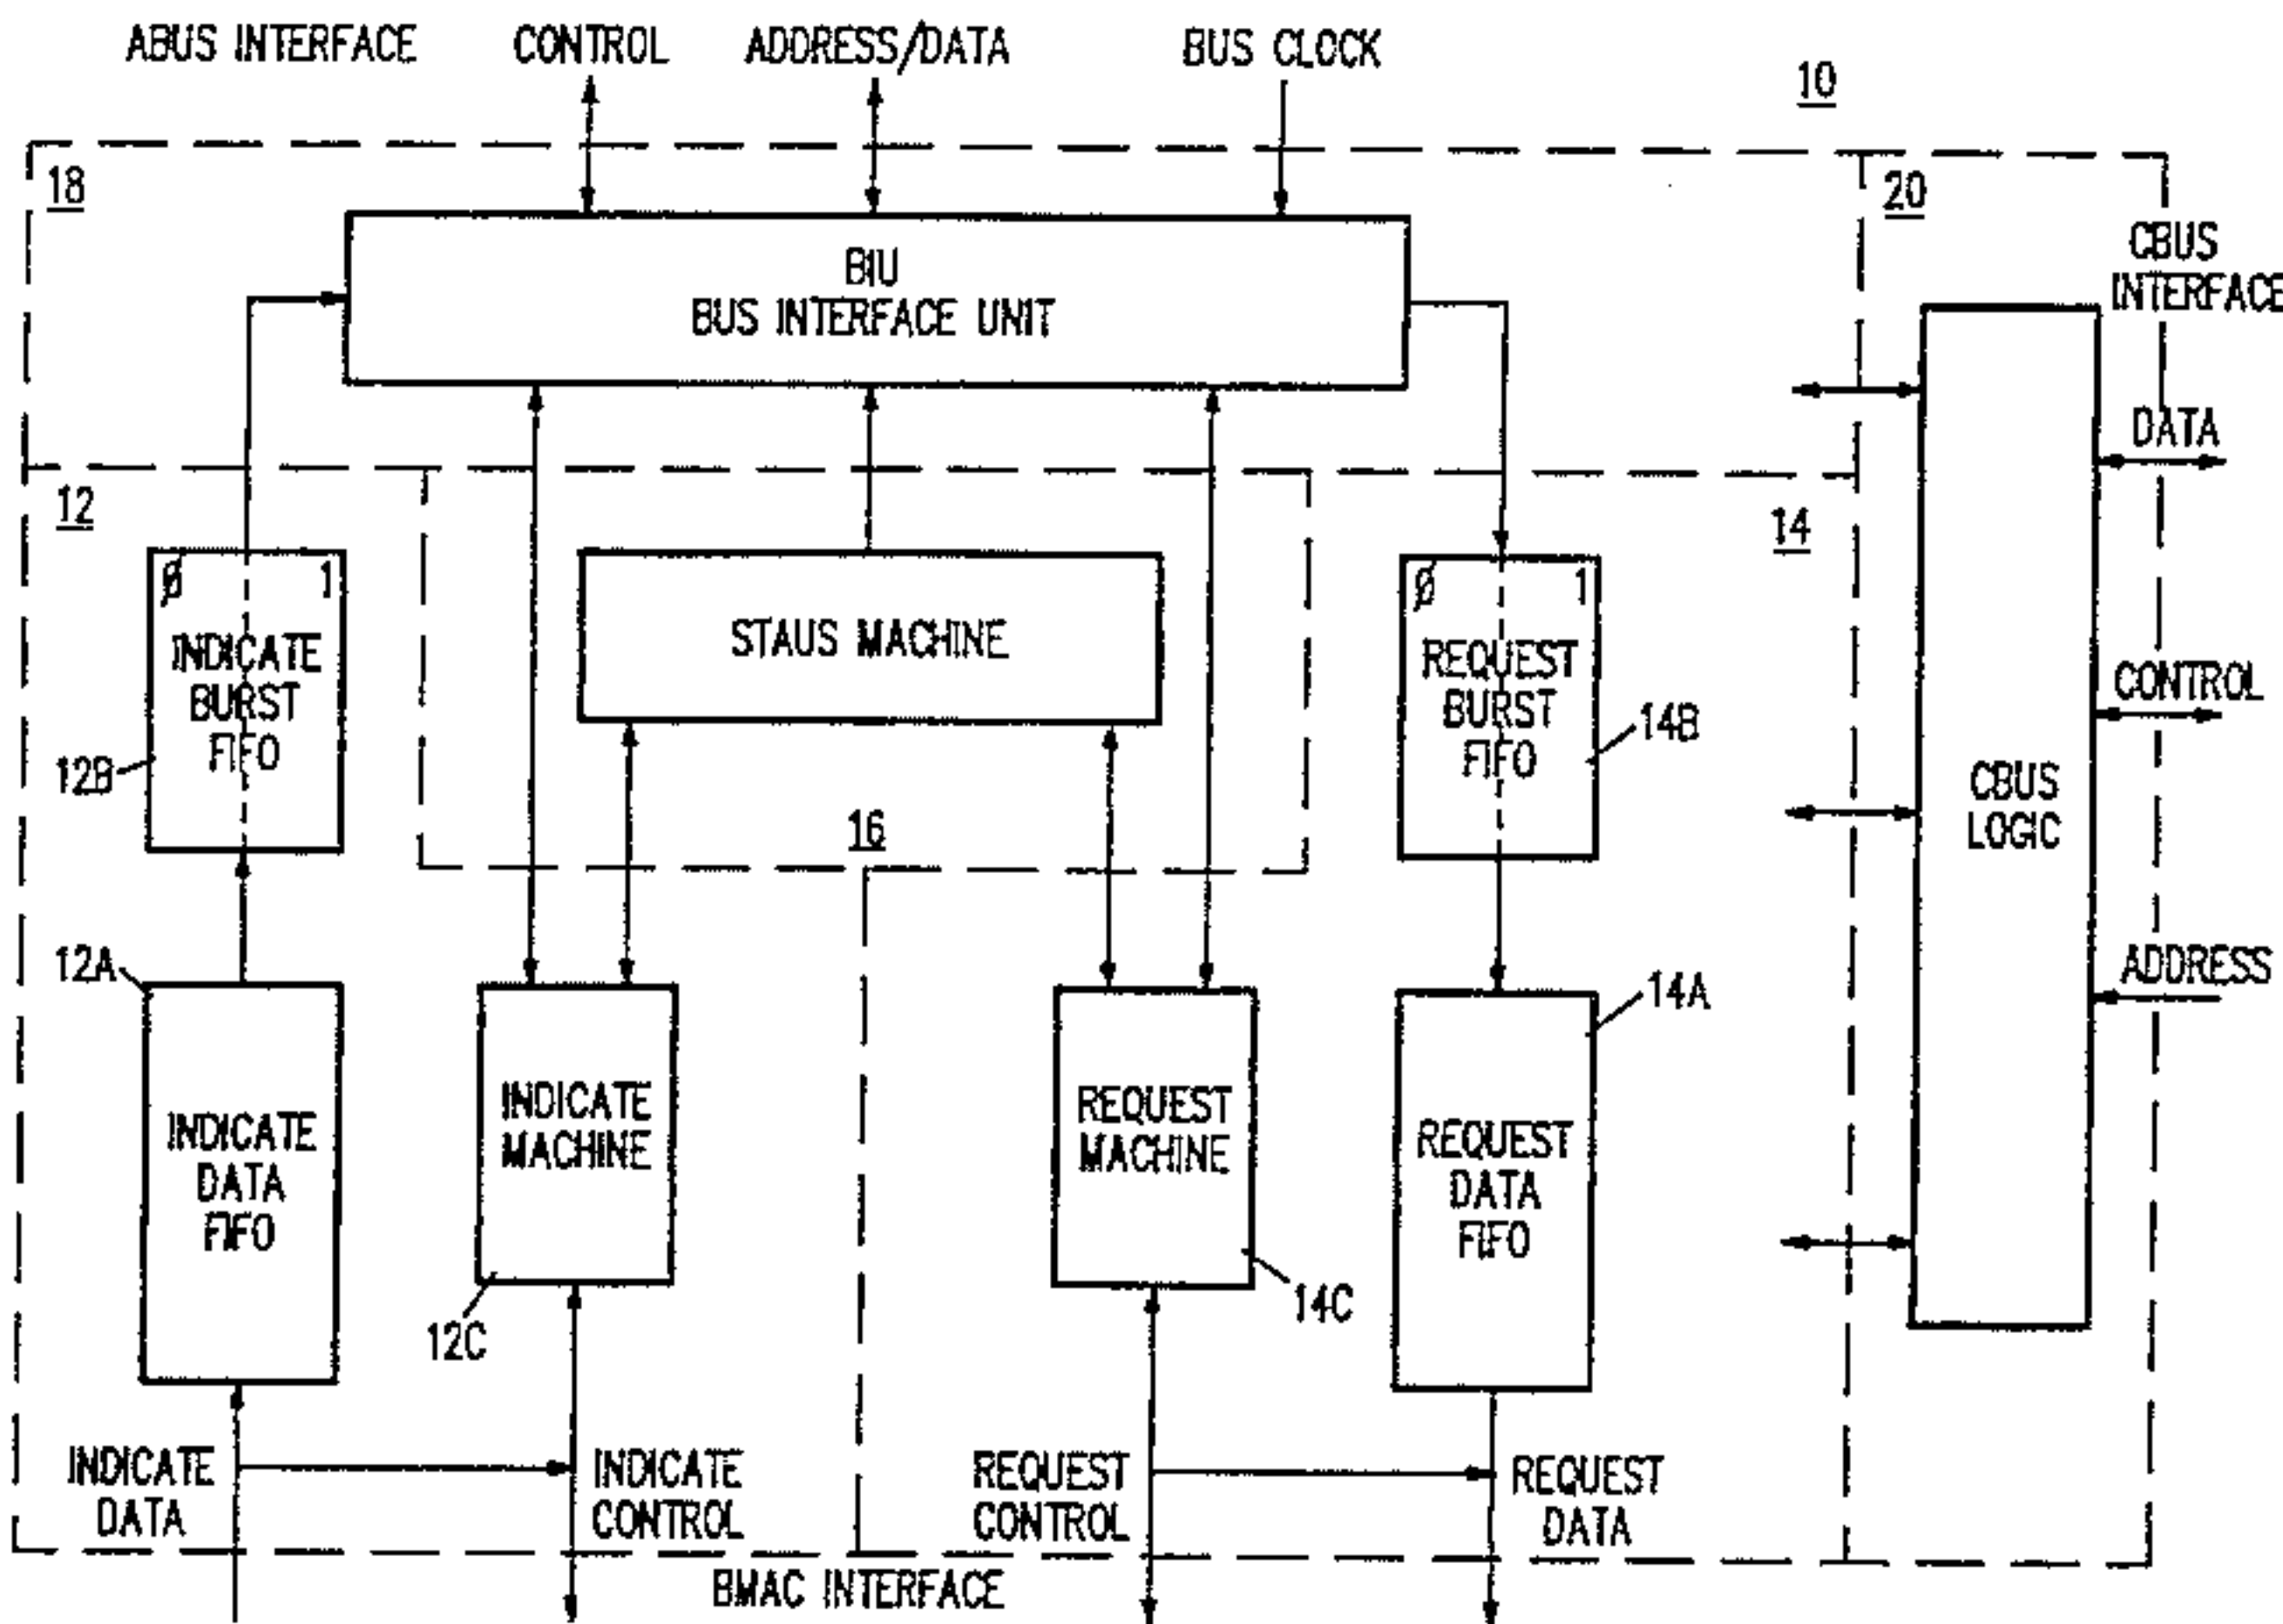 ABUS INTERFACE
CONTROL
ADDRESS/DATA
BUS CLOCK
10
18
20
BIU
BUS INTERFACE UNIT
CBUS
INTERFACE
DATA
12
14
Ø 1
INDICATE
BURST
FIFO
12B
STAUS MACHINE
Ø 1
REQUEST
BURST
FIFO
14B
16
CONTROL
CBUS
LOGIC
ADDRESS
12A
INDICATE
DATA
FIFO
INDICATE
MACHINE
12C
REQUEST
MACHINE
14C
14A
REQUEST
DATA
FIFO
INDICATE
DATA
INDICATE
CONTROL
REQUEST
CONTROL
REQUEST
DATA
BMAC INTERFACE